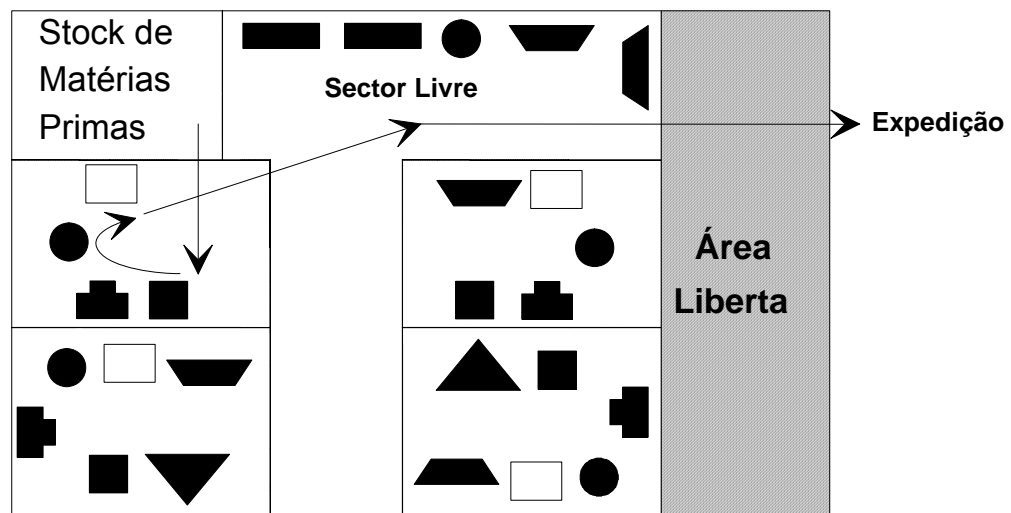 Stock de
Matérias
Primas
Sector Livre
Expedição
Área
Liberta